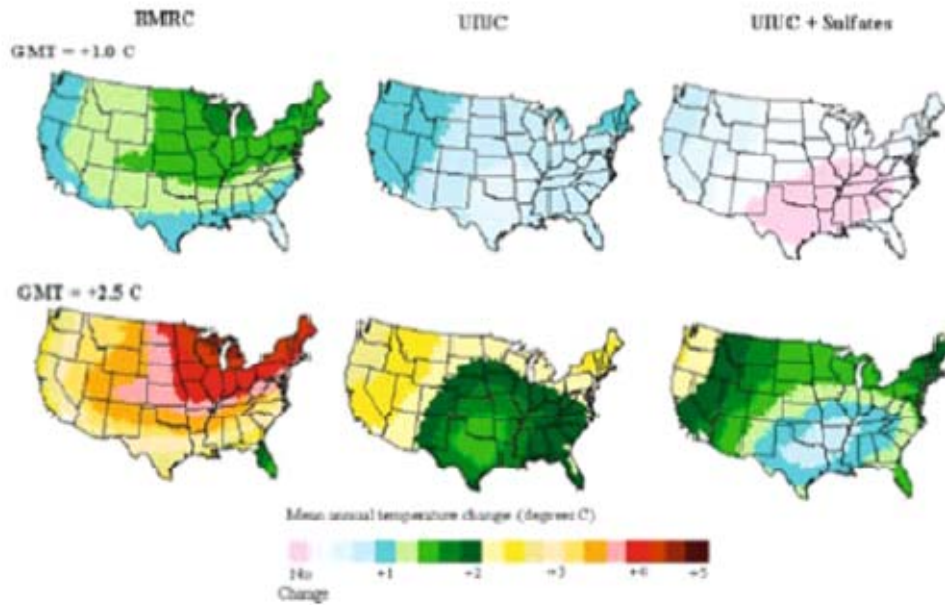 BMRC UIUC UIUC + Sulfates
GMT = +1.0 C
GMT = +2.5 C
Mean annual temperature change (degrees C)
No +1 +2 +3 +4 +5
Change